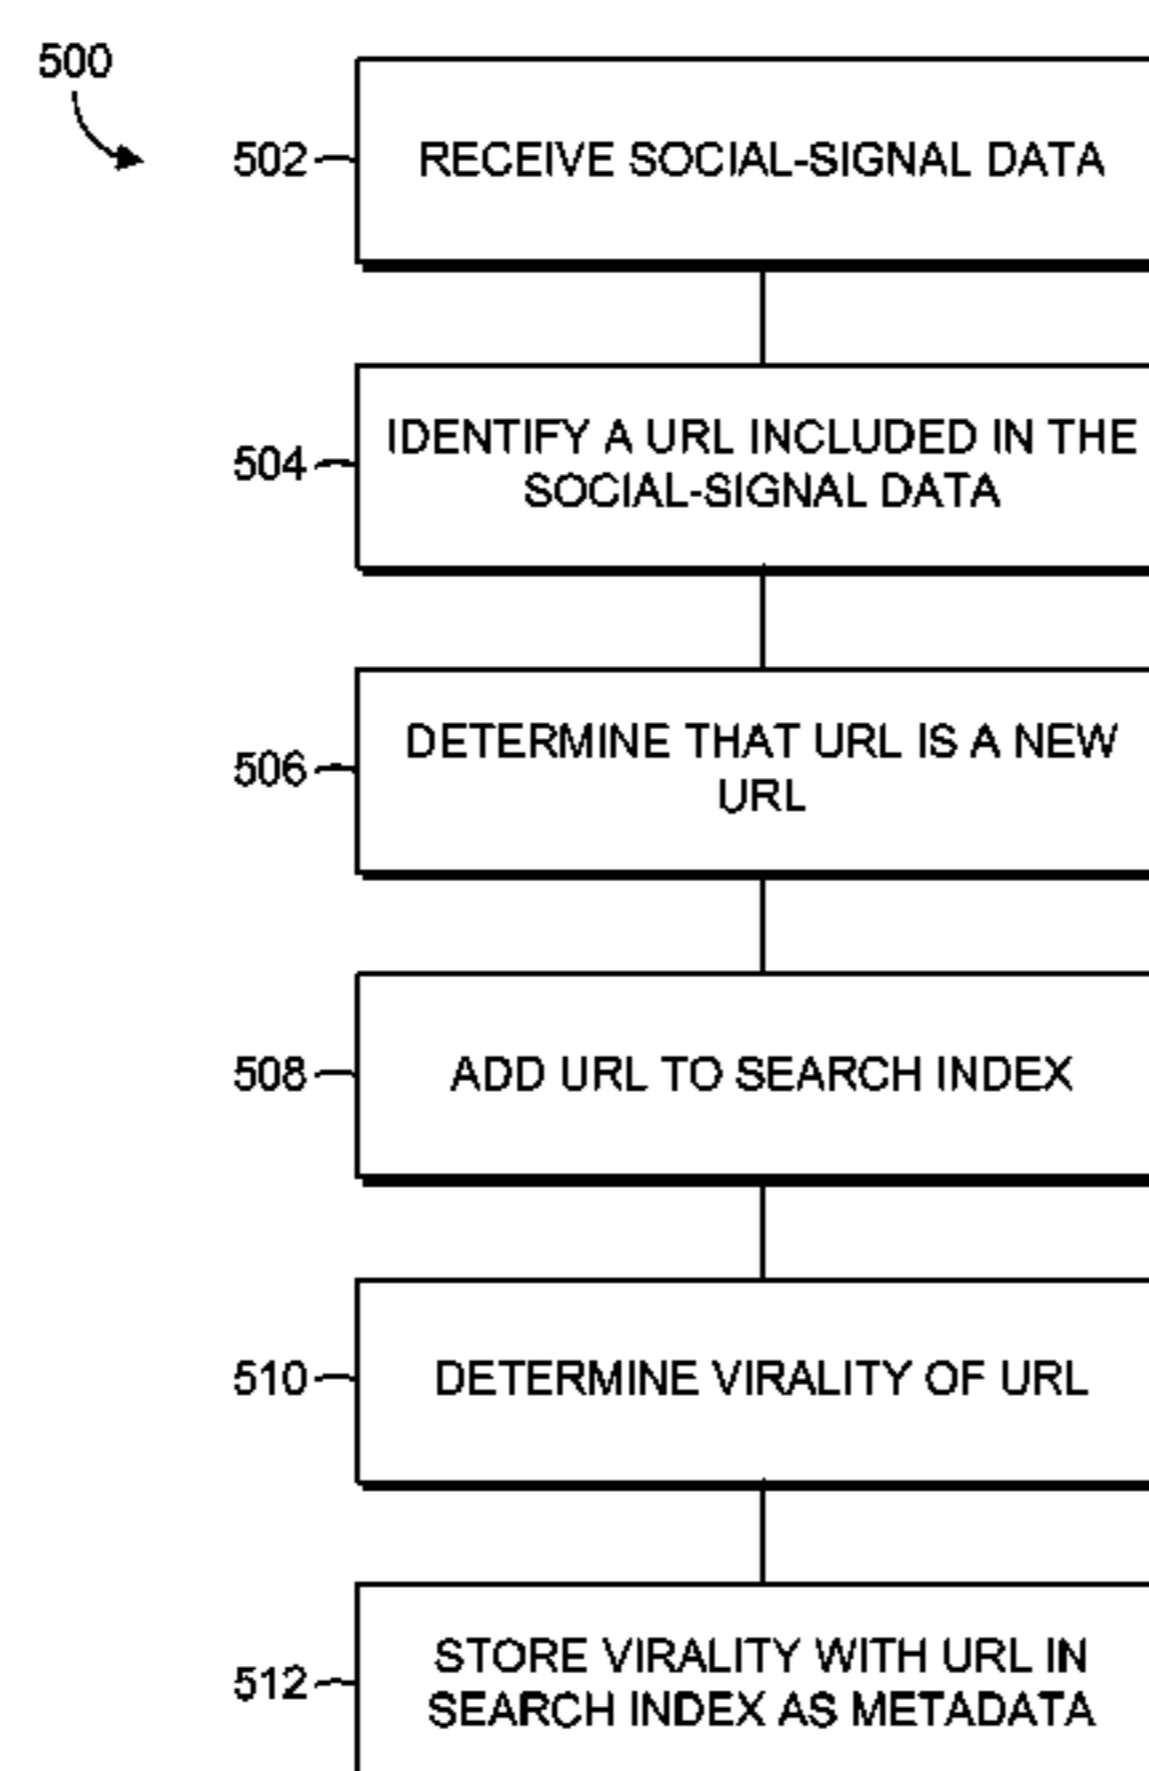 500
502
RECEIVE SOCIAL-SIGNAL DATA
504
IDENTIFY A URL INCLUDED IN THE
SOCIAL-SIGNAL DATA
506
DETERMINE THAT URL IS A NEW
URL
508
ADD URL TO SEARCH INDEX
510
DETERMINE VIRALITY OF URL
512
STORE VIRALITY WITH URL IN
SEARCH INDEX AS METADATA